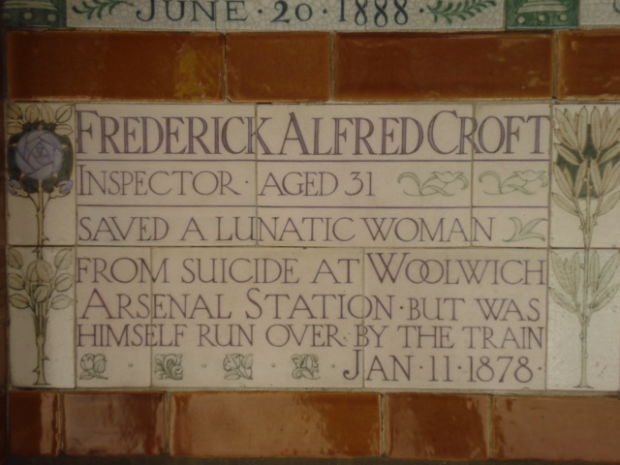 JUNE · 20 · 1888
FREDERICK ALFRED CROFT
INSPECTOR · AGED 31
SAVED A LUNATIC WOMAN
FROM SUICIDE AT WOOLWICH
ARSENAL STATION · BUT WAS
HIMSELF RUN OVER · BY THE TRAIN
JAN · 11 · 1878 ·